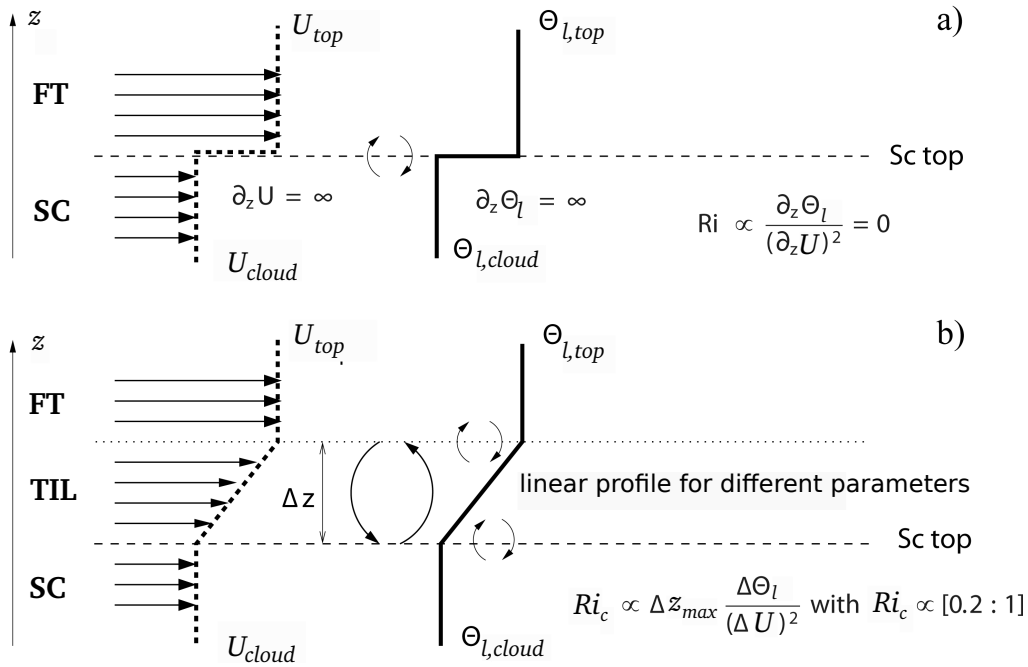 z
U_top
Θ_l,top
a)
FT
Sc top
SC
∂_z U = ∞
∂_z Θ_l = ∞
Ri ∝ ∂_z Θ_l / (∂_z U)² = 0
U_cloud
Θ_l,cloud
z
U_top
Θ_l,top
b)
FT
TIL
Δz
linear profile for different parameters
Sc top
SC
Ri_c ∝ Δz_max ΔΘ_l / (ΔU)² with Ri_c ∝ [0.2 : 1]
U_cloud
Θ_l,cloud